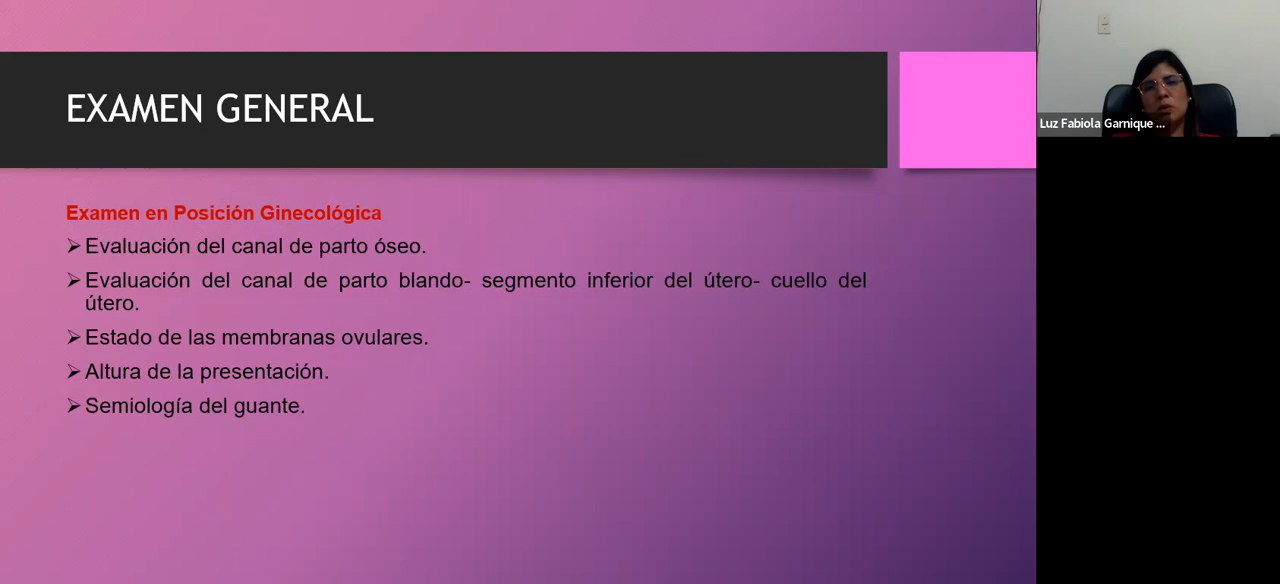 EXAMEN GENERAL
Luz Fabiola Garnique ...
Examen en Posición Ginecológica
➢Evaluación del canal de parto óseo.
➢Evaluación del canal de parto blando- segmento inferior del útero- cuello del
útero.
➢Estado de las membranas ovulares.
➢Altura de la presentación.
➢Semiología del guante.